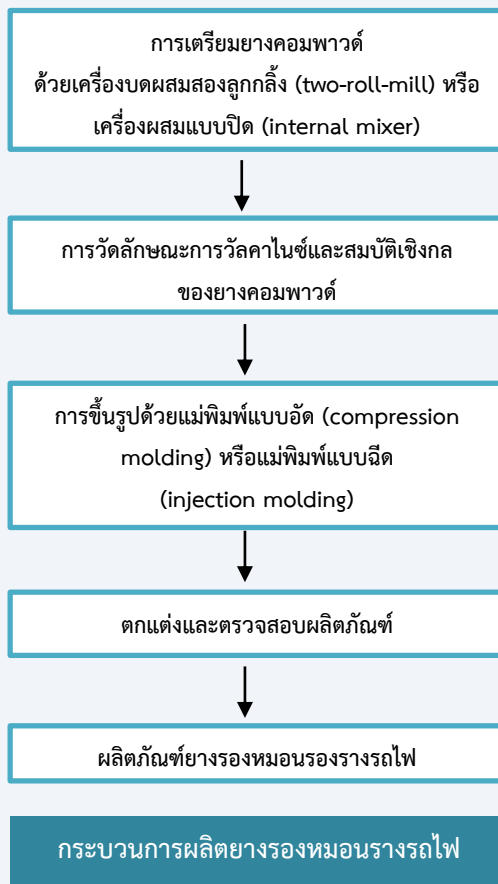 การเตรียมยางคอมพาวด์
ด้วยเครื่องบดผสมสองลูกกลิ้ง (two-roll-mill) หรือ
เครื่องผสมแบบปิด (internal mixer)
การวัดลักษณะการวัลคาไนซ์และสมบัติเชิงกล
ของยางคอมพาวด์
การขึ้นรูปด้วยแม่พิมพ์แบบอัด (compression
molding) หรือแม่พิมพ์แบบฉีด
(injection molding)
ตกแต่งและตรวจสอบผลิตภัณฑ์
ผลิตภัณฑ์ยางรองหมอนรองรางรถไฟ
กระบวนการผลิตยางรองหมอนรางรถไฟ